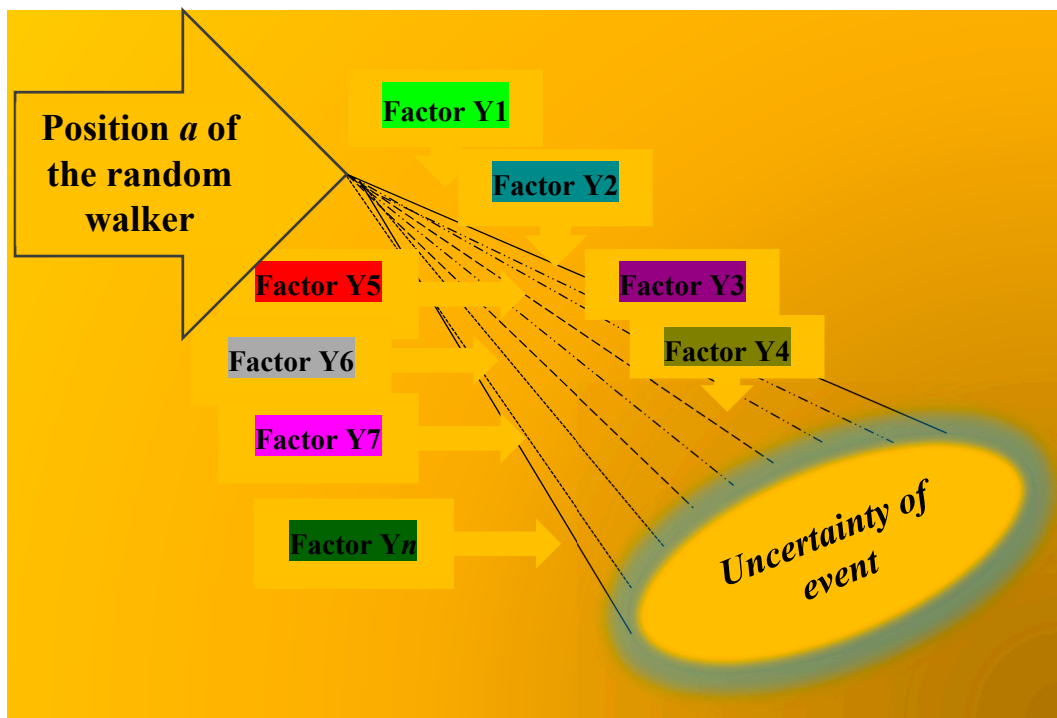 Position a of
the random
walker
Factor Y1
Factor Y2
Factor Y5
Factor Y3
Factor Y6
Factor Y4
Factor Y7
Factor Yn
Uncertainty of
event